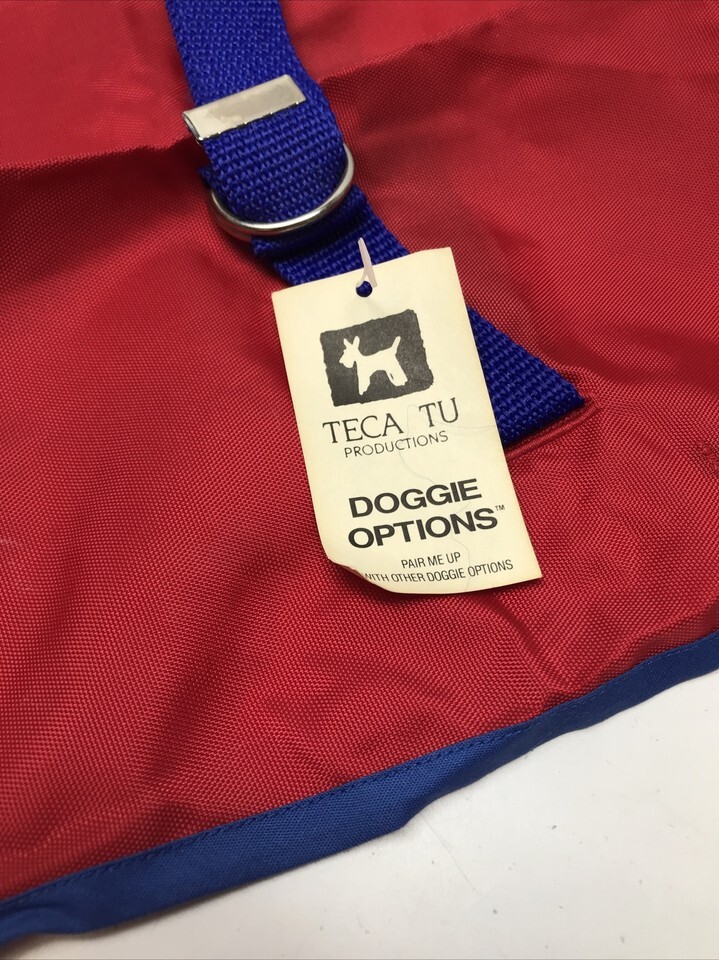 TECA TU
PRODUCTIONS
DOGGIE
OPTIONS™
PAIR ME UP
WITH OTHER DOGGIE OPTIONS